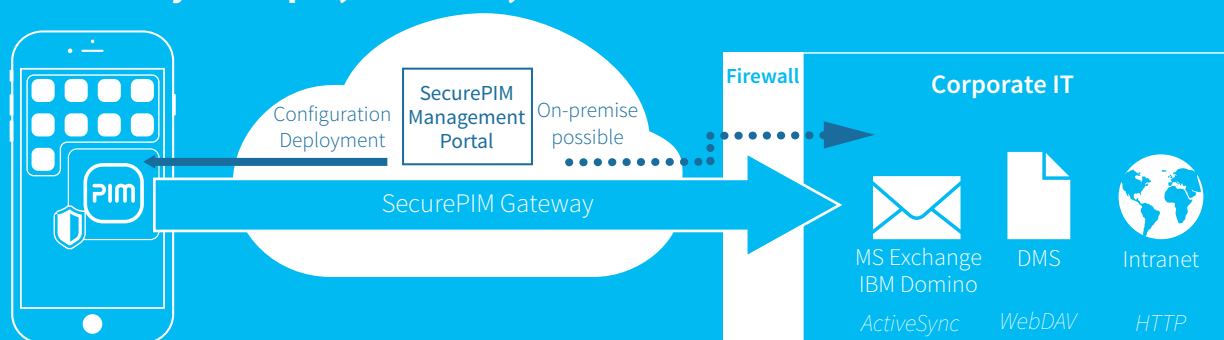 PIM
Configuration
Deployment
SecurePIM
Management
Portal
On-premise
possible
SecurePIM Gateway
Firewall
Corporate IT
MS Exchange
IBM Domino
ActiveSync
DMS
WebDAV
Intranet
HTTP